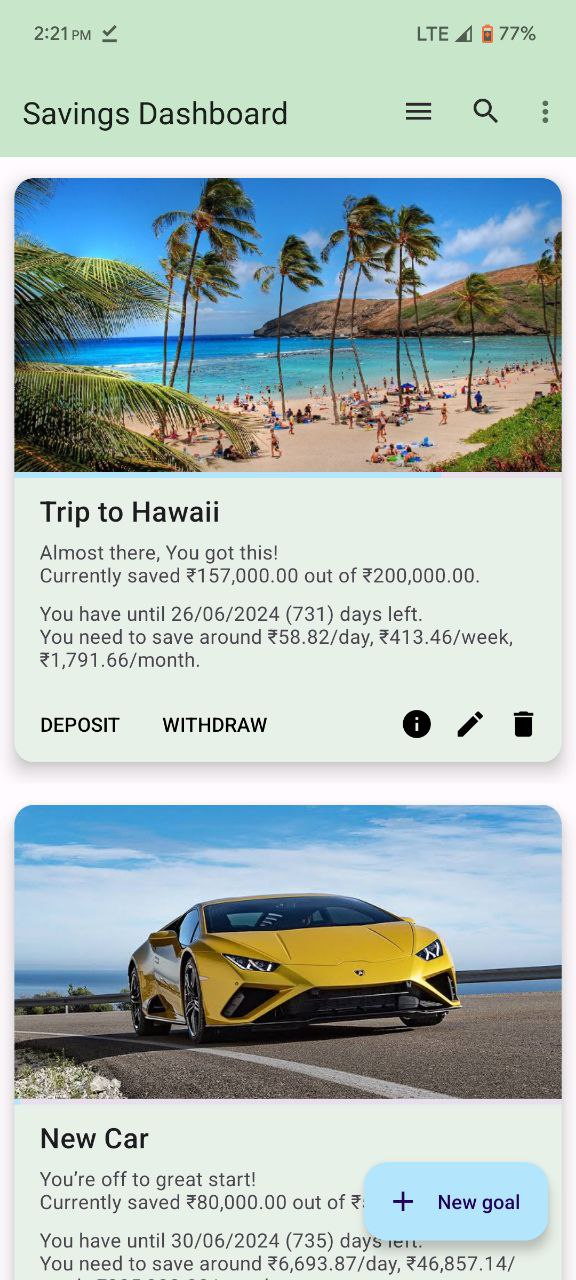 2:21 PM
LTE 77%
Savings Dashboard
Trip to Hawaii
Almost there, You got this!
Currently saved ₹157,000.00 out of ₹200,000.00.
You have until 26/06/2024 (731) days left.
You need to save around ₹58.82/day, ₹413.46/week,
₹1,791.66/month.
DEPOSIT WITHDRAW
New Car
You're off to great start!
Currently saved ₹80,000.00 out of
New goal
You have until 30/06/2024 (735) days left.
You need to save around ₹6,693.87/day, ₹46,857.14/